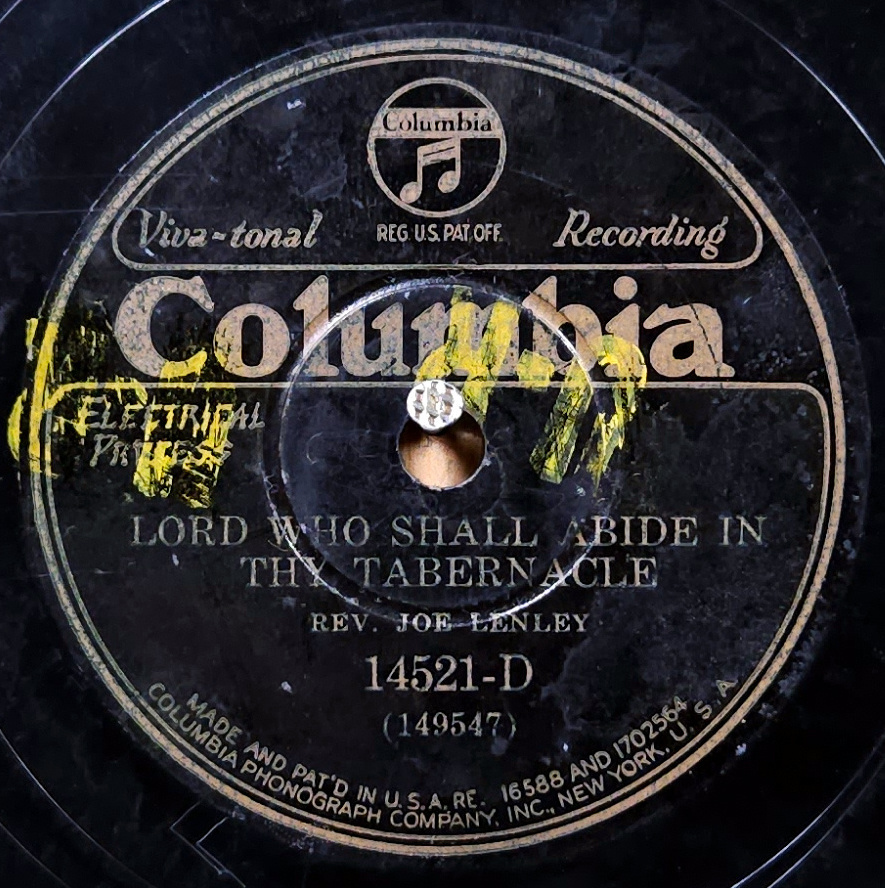 Columbia
Viva-tonal
REG. U.S. PAT. OFF.
Recording
Columbia
ELECTRICAL
PROCESS
LORD WHO SHALL ABIDE IN
THY TABERNACLE
REV. JOE LENLEY
14521-D
(149547)
MADE AND PAT'D IN U.S.A. RE. 16588 AND 1702564
COLUMBIA PHONOGRAPH COMPANY, INC., NEW YORK, U. S. A